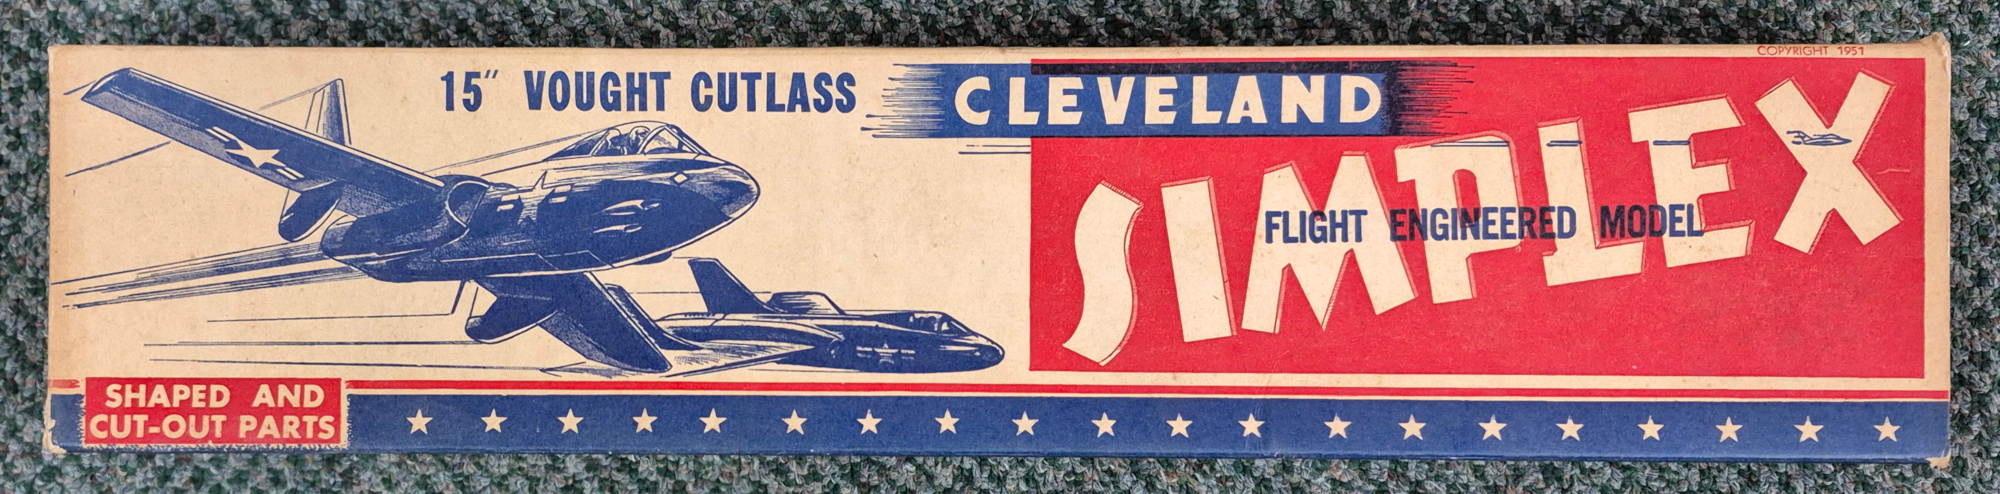 COPYRIGHT 1951
15" VOUGHT CUTLASS
CLEVELAND
SIMPLEX
FLIGHT ENGINEERED MODEL
SHAPED AND
CUT-OUT PARTS